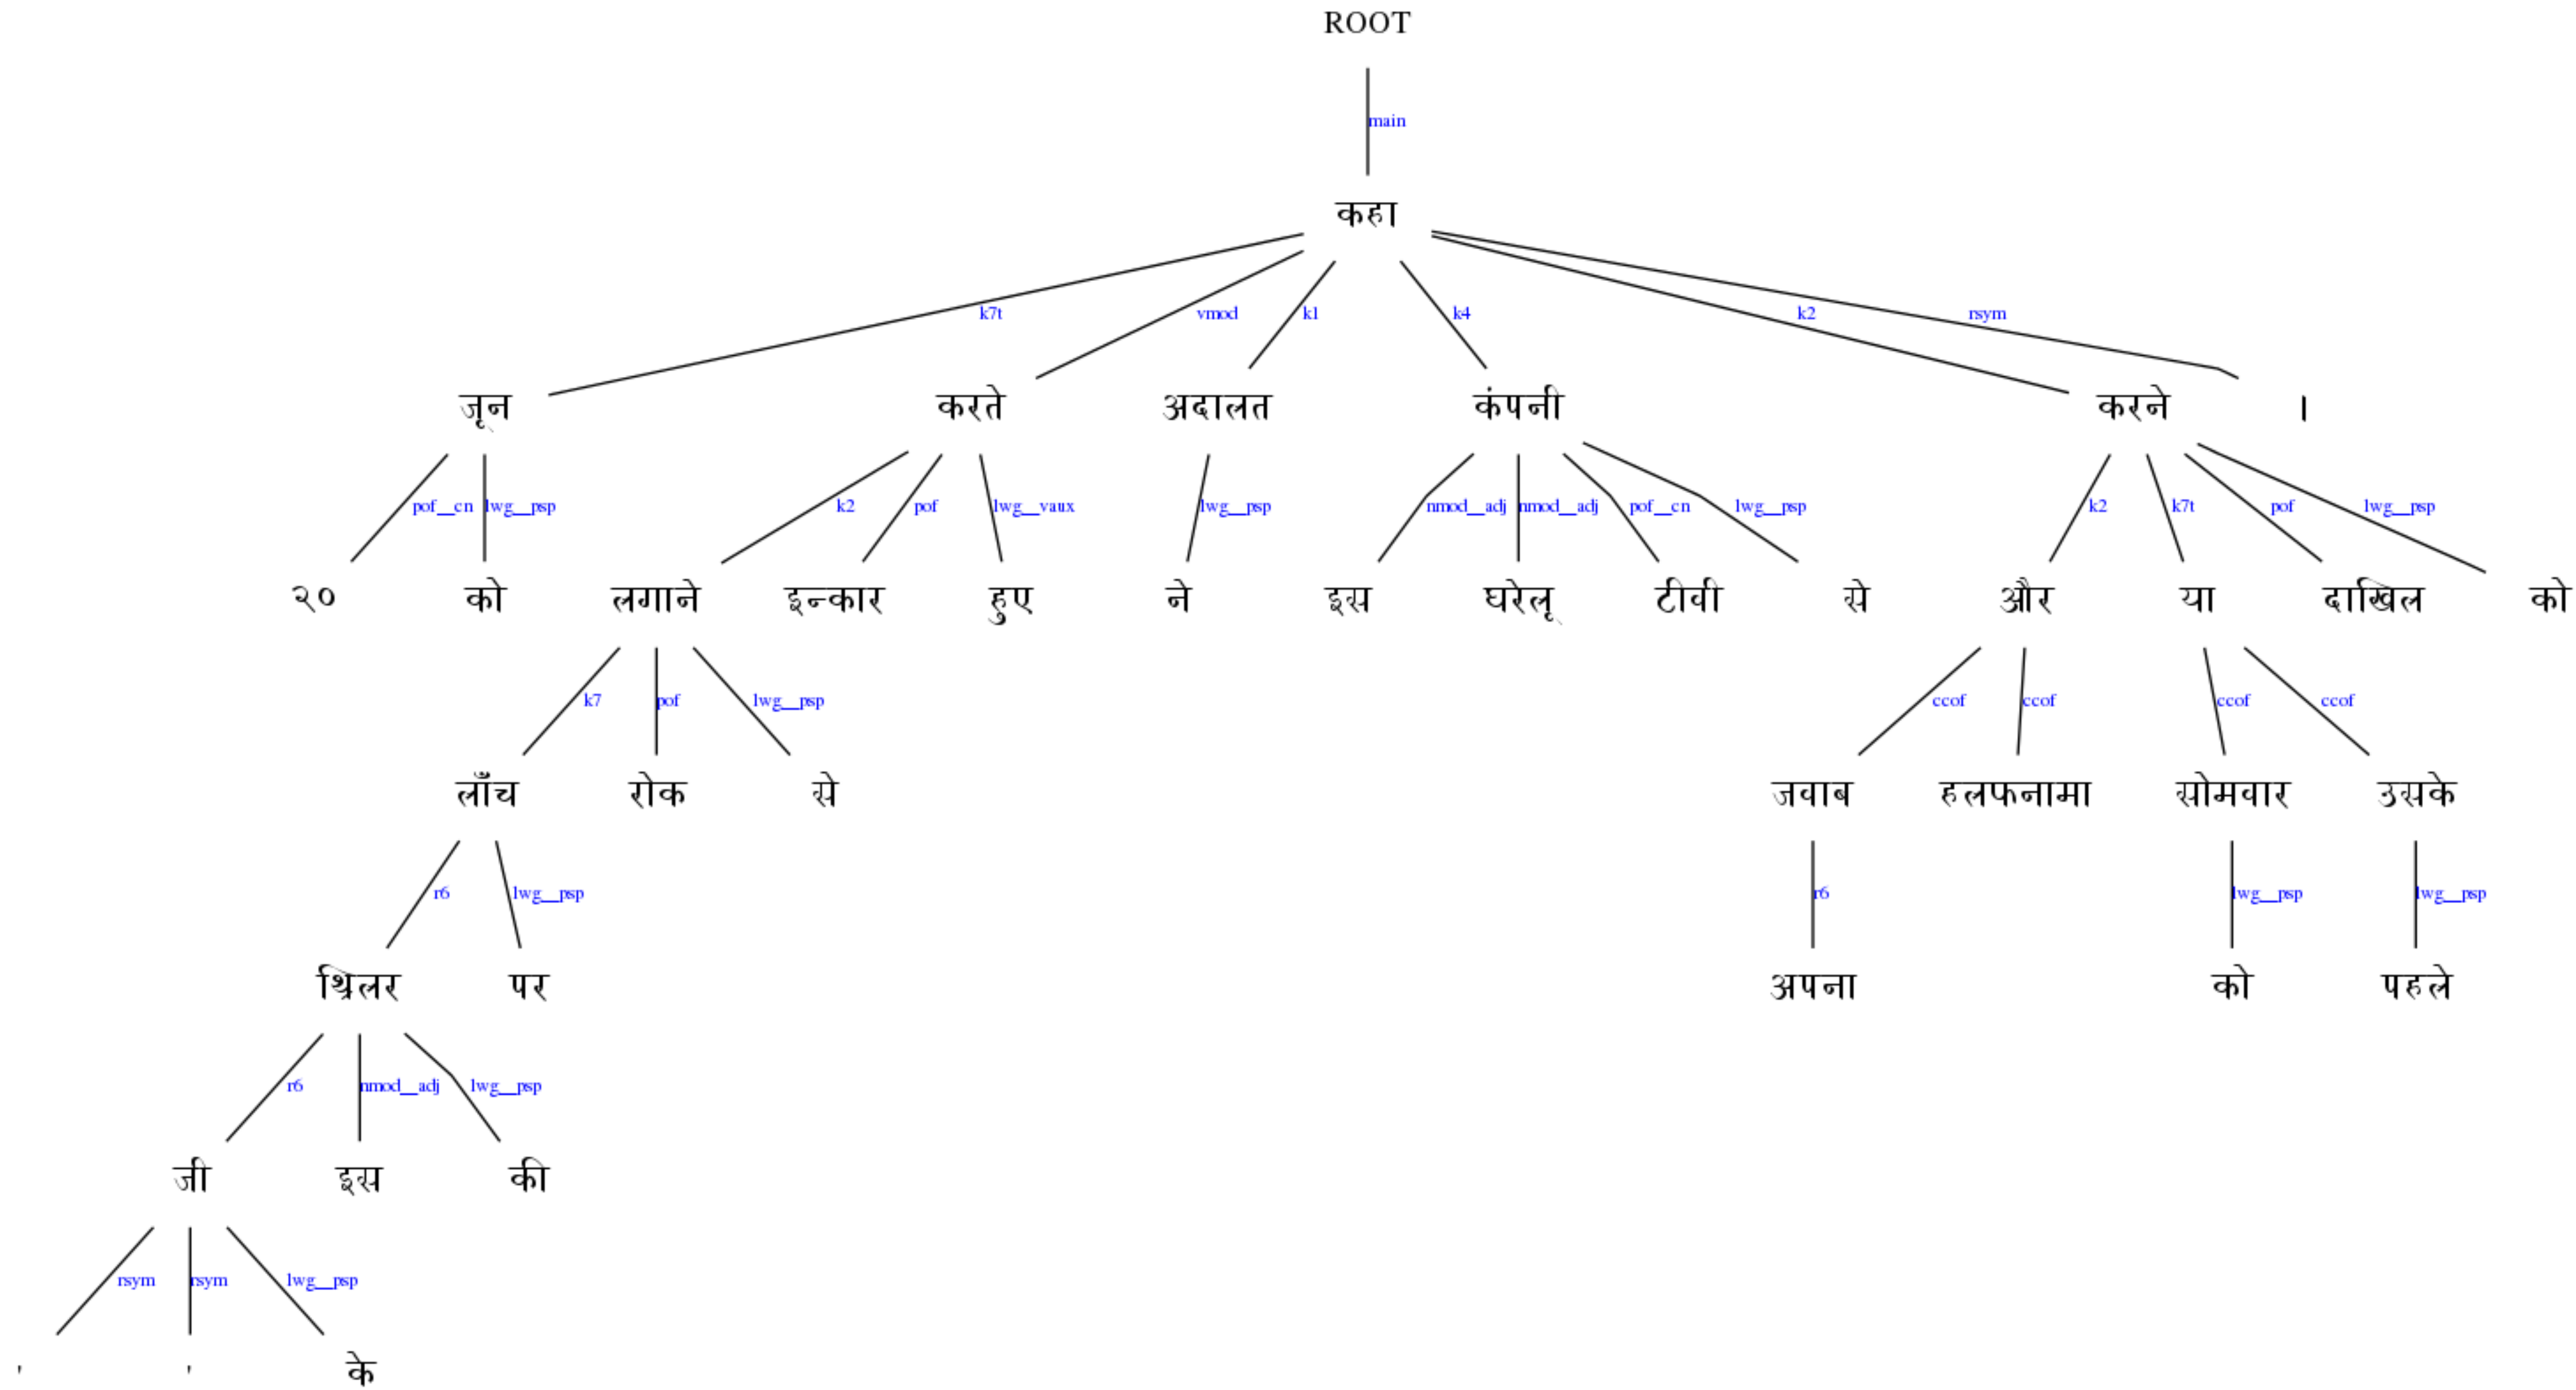 ROOT
main
कहा
k7t vmod k1 k4 k2 rsym
जून करते अदालत कंपनी करने ।
pof__cn lwg__psp k2 pof lwg__vaux lwg__psp nmod__adj nmod__adj pof__cn lwg__psp k2 k7t pof lwg__psp
२० को लगाने इन्कार हुए ने इस घरेलू टीवी से और या दाखिल को
k7 pof lwg__psp ccof ccof ccof ccof
लॉंच रोक से जवाब हलफनामा सोमवार उसके
r6 lwg__psp r6 lwg__psp lwg__psp
थ्रिलर पर अपना को पहले
r6 nmod__adj lwg__psp
जी इस की
rsym rsym lwg__psp
' ' के